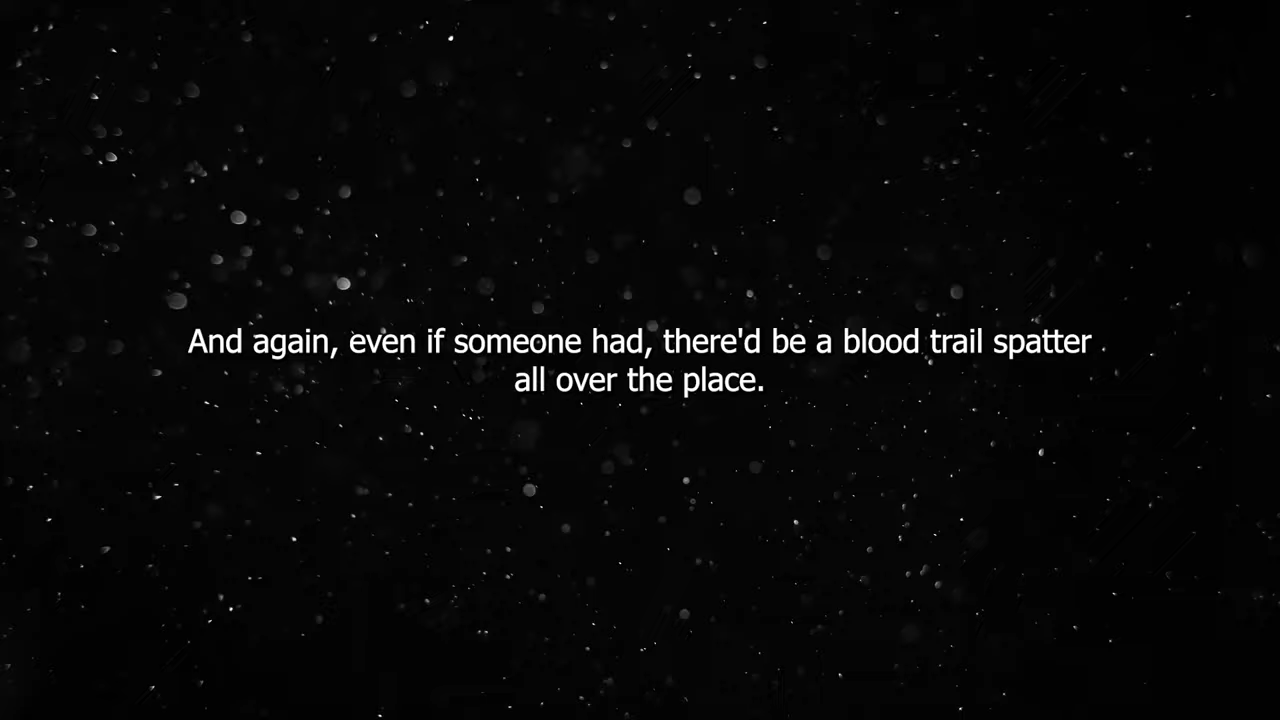 And again, even if someone had, there'd be a blood trail spatter
all over the place.